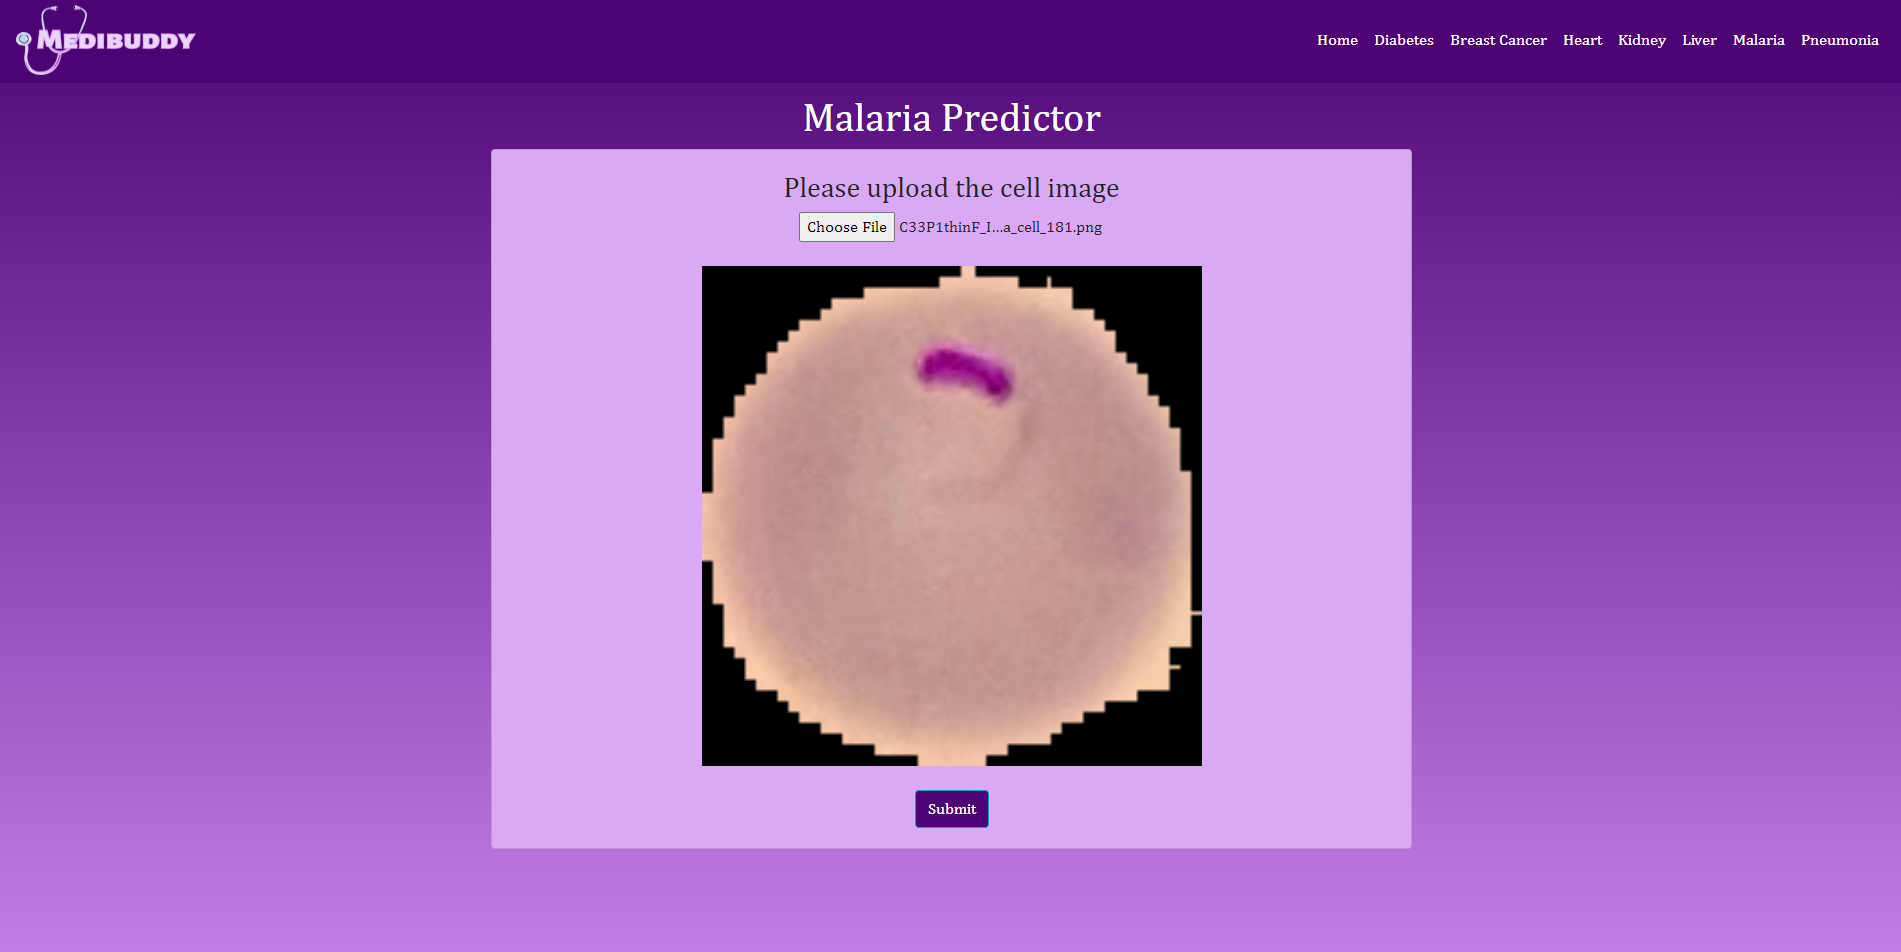 MEDIBUDDY
Home Diabetes Breast Cancer Heart Kidney Liver Malaria Pneumonia
Malaria Predictor
Please upload the cell image
Choose File C33P1thinF_I...a_cell_181.png
Submit